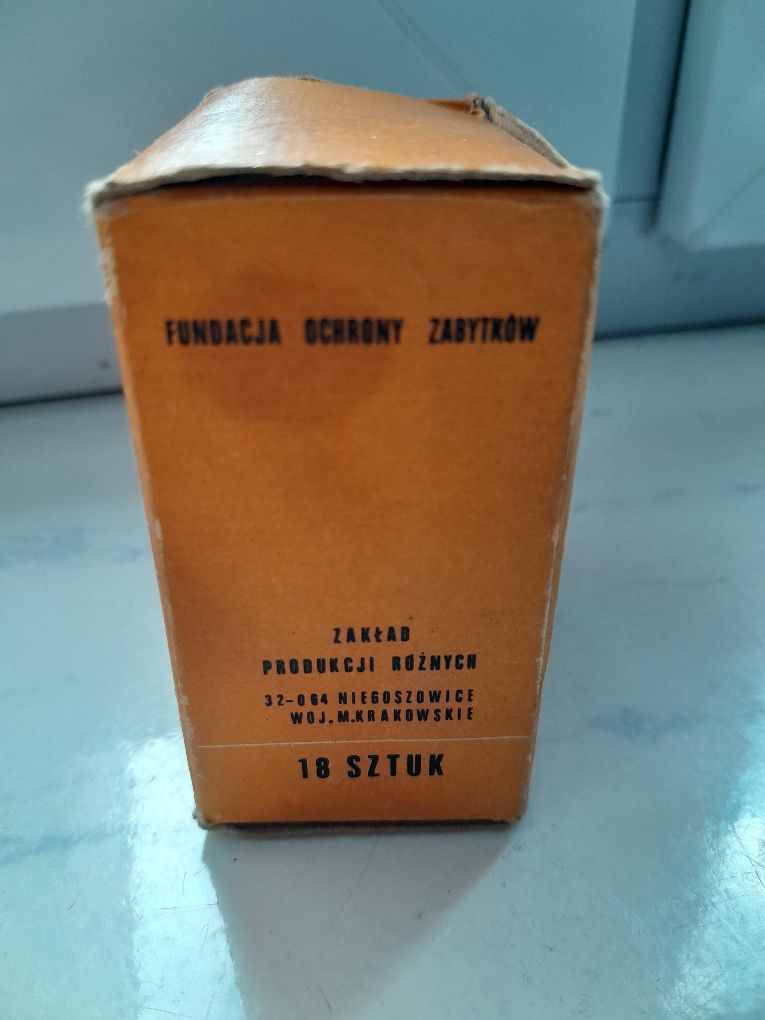 FUNDACJA OCHRONY ZABYTKÓW
ZAKŁAD
PRODUKCJI RÓŻNYCH
32-064 NIEGOSZOWICE
WOJ. M.KRAKOWSKIE
18 SZTUK